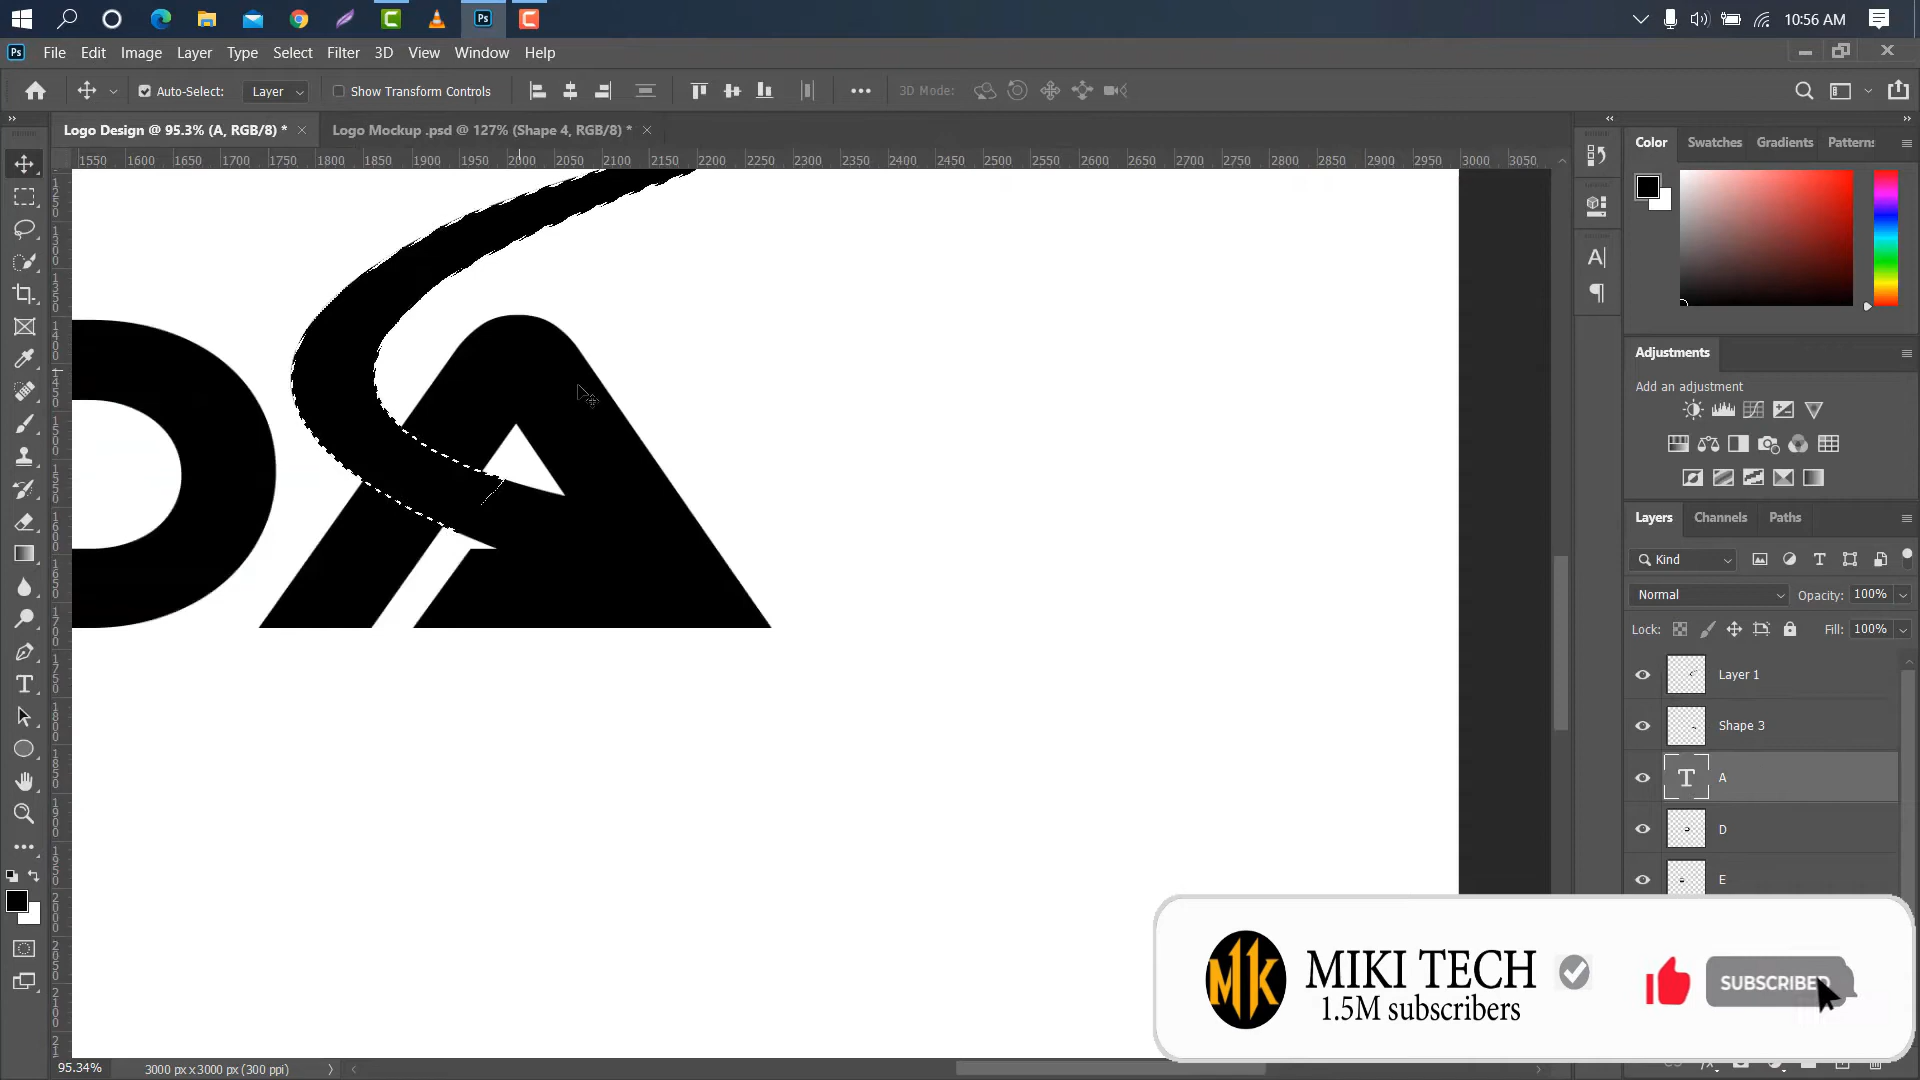 10:56 AM
Ps
File Edit Image Layer Type Select Filter 3D View Window Help
Auto-Select: Layer Show Transform Controls 3D Mode:
Logo Design @ 95.3% (A, RGB/8) * × Logo Mockup .psd @ 127% (Shape 4, RGB/8) * ×
1550 1600 1650 1700 1750 1800 1850 1900 1950 2000 2050 2100 2150 2200 2250 2300 2350 2400 2450 2500 2550 2600 2650 2700 2750 2800 2850 2900 2950 3000 3050
Color Swatches Gradients Patterns
Adjustments
Add an adjustment
Layers Channels Paths
Kind
Normal Opacity: 100%
Lock: Fill: 100%
Layer 1
Shape 3
A
D
E
DA
MIKI TECH
1.5M subscribers
SUBSCRIBED
MK
95.34% 3000 px x 3000 px (300 ppi)